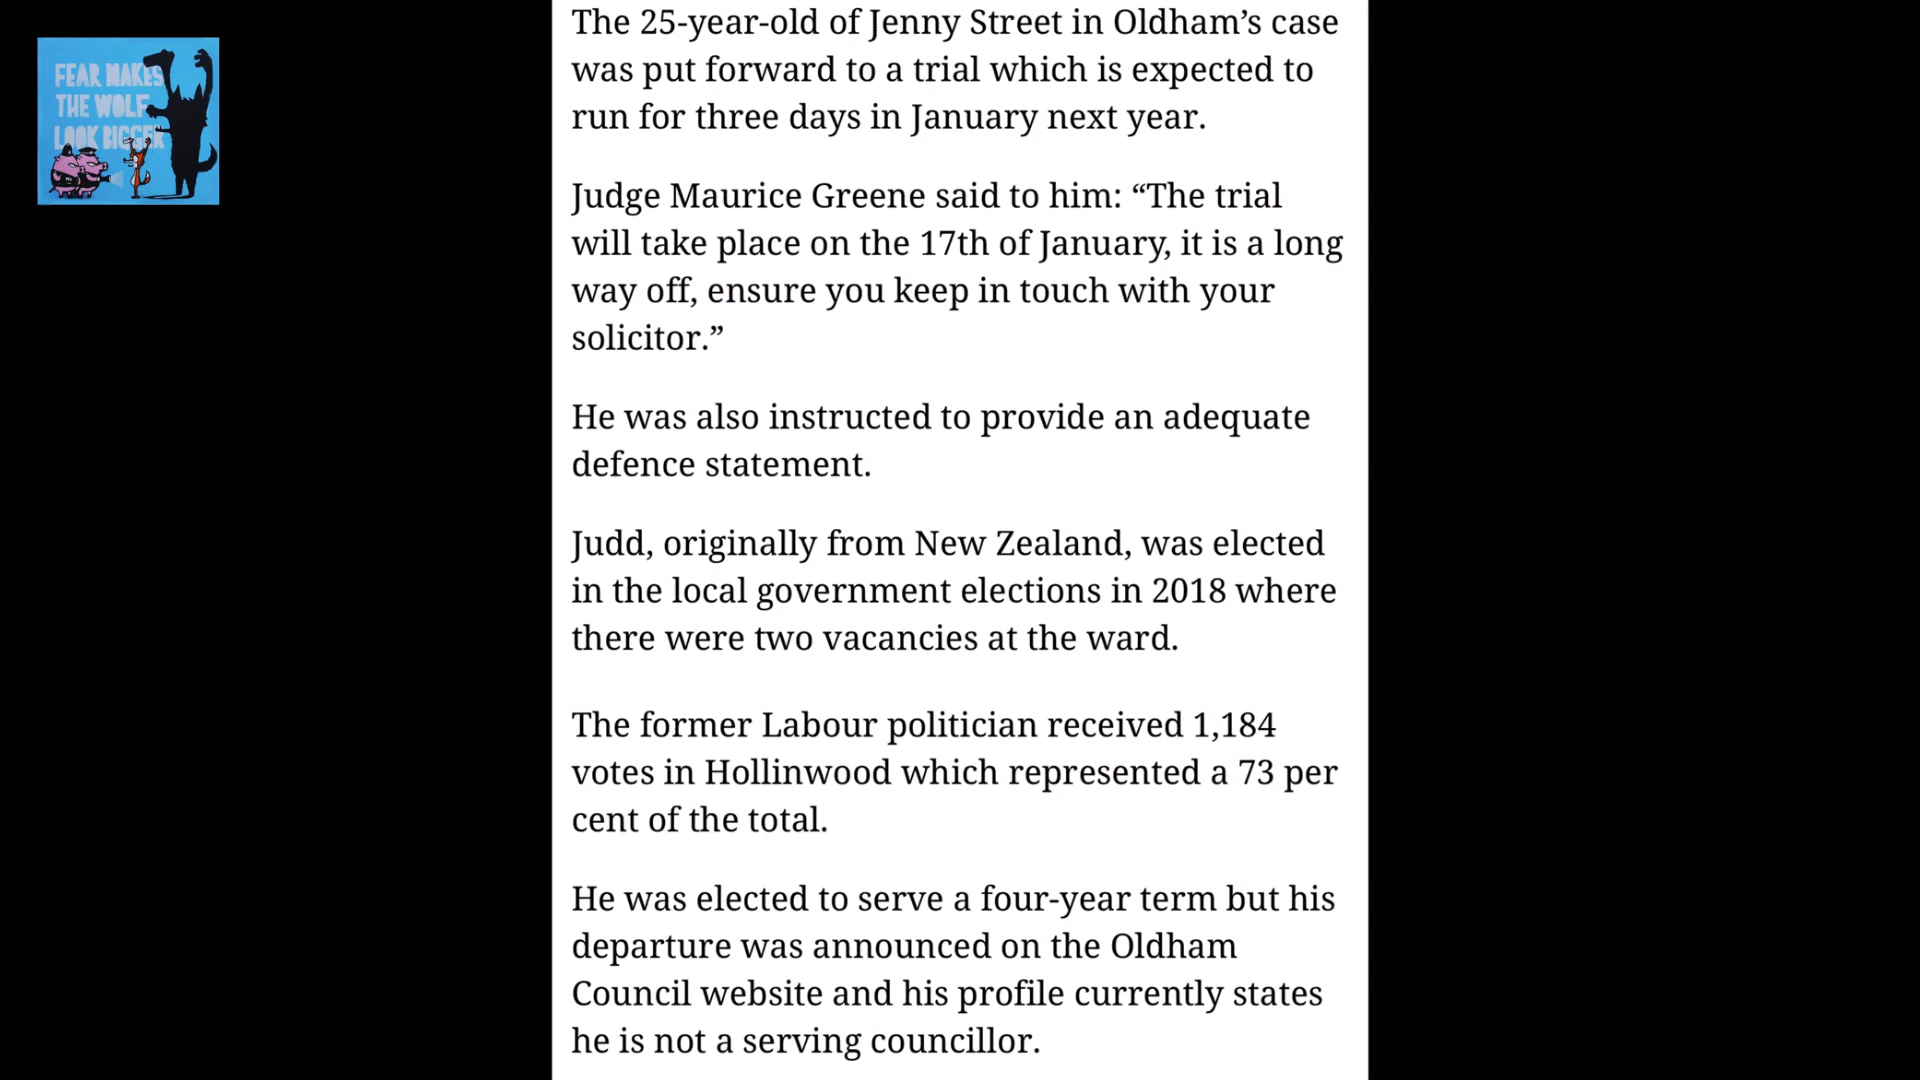 FEAR MAKES
THE WOLF
LOOK BIGGER
The 25-year-old of Jenny Street in Oldham’s case
was put forward to a trial which is expected to
run for three days in January next year.
Judge Maurice Greene said to him: “The trial
will take place on the 17th of January, it is a long
way off, ensure you keep in touch with your
solicitor.”
He was also instructed to provide an adequate
defence statement.
Judd, originally from New Zealand, was elected
in the local government elections in 2018 where
there were two vacancies at the ward.
The former Labour politician received 1,184
votes in Hollinwood which represented a 73 per
cent of the total.
He was elected to serve a four-year term but his
departure was announced on the Oldham
Council website and his profile currently states
he is not a serving councillor.